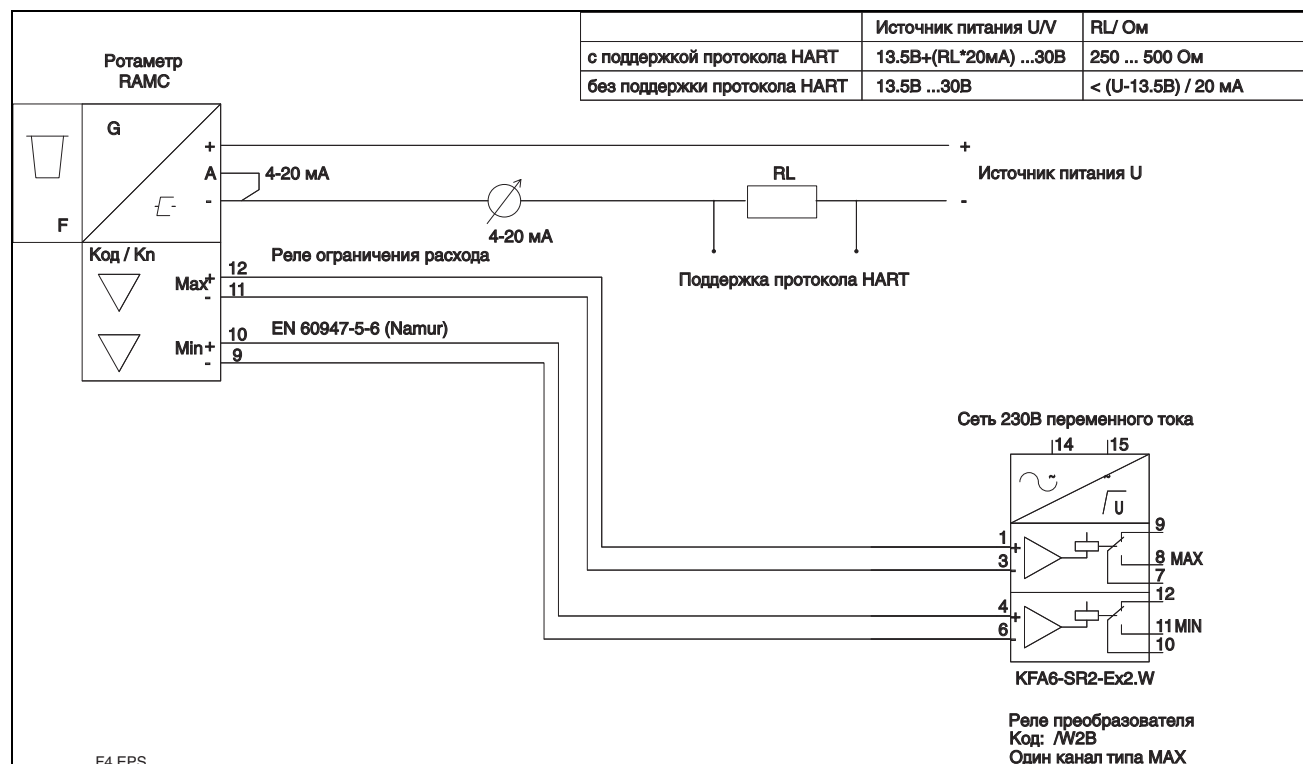 Источник питания U/V RL/ Ом
с поддержкой протокола HART 13.5В+(RL*20мА) ...30В 250 ... 500 Ом
без поддержки протокола HART 13.5В ...30В < (U-13.5В) / 20 мА
Ротаметр
RAMC
G
F
+
A 4-20 мА
-
4-20 мА
RL
+
Источник питания U
-
Поддержка протокола HART
Код / Kn
Реле ограничения расхода
Max+ 12
- 11
EN 60947-5-6 (Namur)
Min+ 10
- 9
Сеть 230В переменного тока
14 15
~ ~
U
1 + 9
3 - 8 MAX
7
4 + 12
6 - 11 MIN
10
KFA6-SR2-Ex2.W
Реле преобразователя
Код: /W2B
Один канал типа MAX
F4.EPS